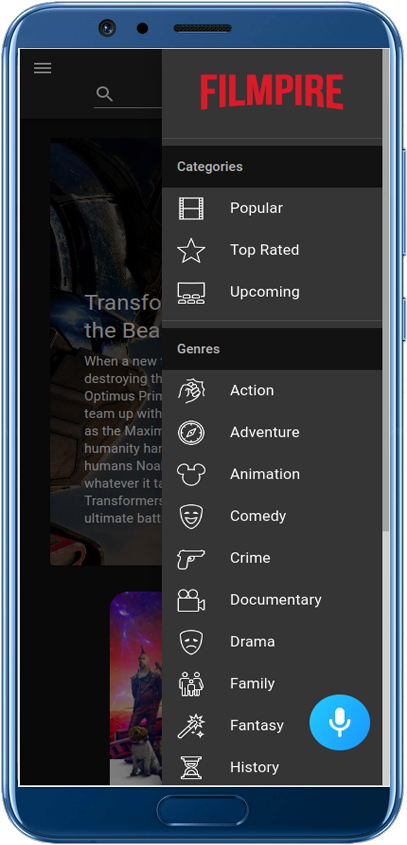 FILMPIRE
Categories
Popular
Top Rated
Upcoming
Genres
Action
Adventure
Animation
Comedy
Crime
Documentary
Drama
Family
Fantasy
History
Transfo
the Bea
When a new
destroying th
Optimus Prim
team up with
as the Maxim
humanity har
humans Noa
whatever it ta
Transformers
ultimate batt